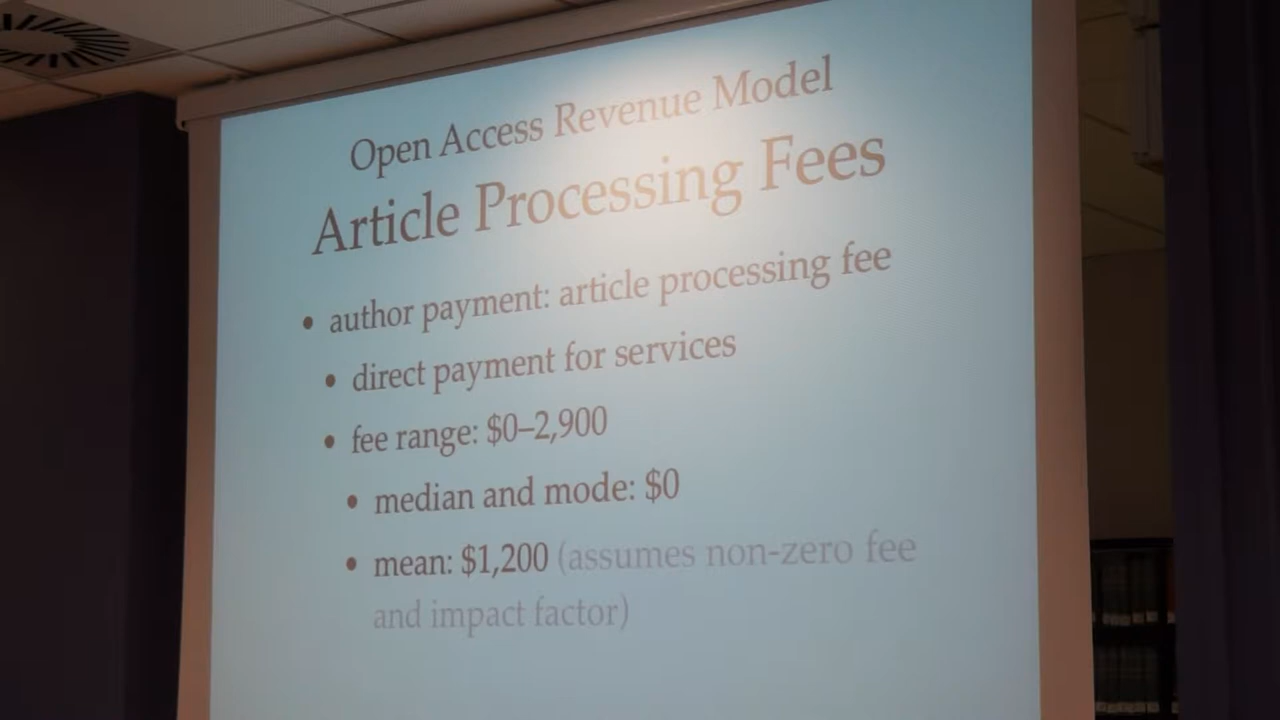 Open Access Revenue Model
Article Processing Fees
• author payment: article processing fee
• direct payment for services
• fee range: $0–2,900
• median and mode: $0
• mean: $1,200 (assumes non-zero fee
and impact factor)